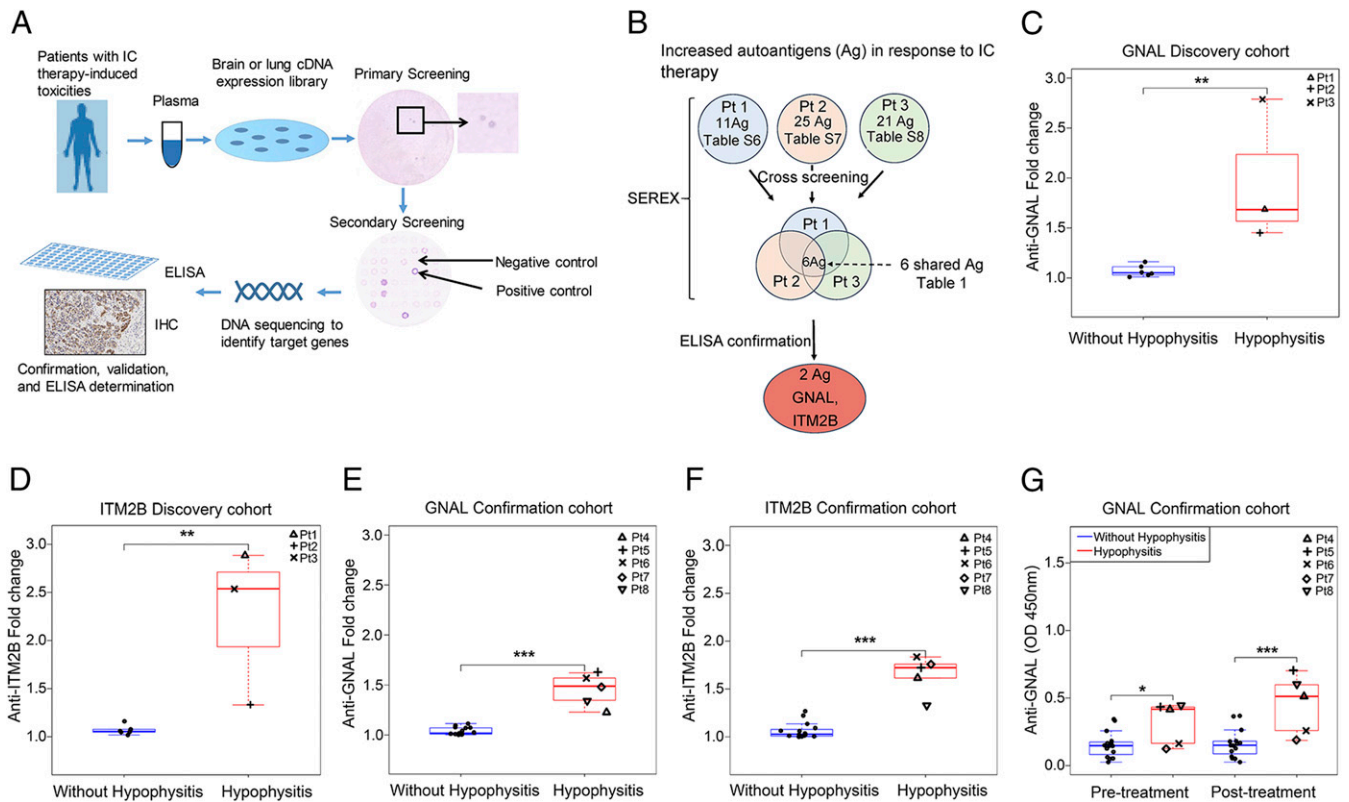 A
Patients with IC
therapy-induced
toxicities
Plasma
Brain or lung cDNA
expression library
Primary Screening
Secondary Screening
Negative control
Positive control
ELISA
IHC
DNA sequencing to
identify target genes
Confirmation, validation,
and ELISA determination
B
Increased autoantigens (Ag) in response to IC
therapy
Pt 1
11Ag
Table S6
Pt 2
25 Ag
Table S7
Pt 3
21 Ag
Table S8
Cross screening
SEREX
Pt 1
6Ag
Pt 2
Pt 3
6 shared Ag
Table 1
ELISA confirmation
2 Ag
GNAL,
ITM2B
C
GNAL Discovery cohort
Anti-GNAL Fold change
3.0
2.5
2.0
1.5
1.0
**
Pt1
Pt2
Pt3
Without Hypophysitis
Hypophysitis
D
ITM2B Discovery cohort
Anti-ITM2B Fold change
3.0
2.5
2.0
1.5
1.0
**
Pt1
Pt2
Pt3
Without Hypophysitis
Hypophysitis
E
GNAL Confirmation cohort
Anti-GNAL Fold change
3.0
2.5
2.0
1.5
1.0
***
Pt4
Pt5
Pt6
Pt7
Pt8
Without Hypophysitis
Hypophysitis
F
ITM2B Confirmation cohort
Anti-ITM2B Fold change
3.0
2.5
2.0
1.5
1.0
***
Pt4
Pt5
Pt6
Pt7
Pt8
Without Hypophysitis
Hypophysitis
G
GNAL Confirmation cohort
Anti-GNAL (OD 450nm)
1.5
1.0
0.5
0.0
Without Hypophysitis
Hypophysitis
Pt4
Pt5
Pt6
Pt7
Pt8
*
***
Pre-treatment
Post-treatment